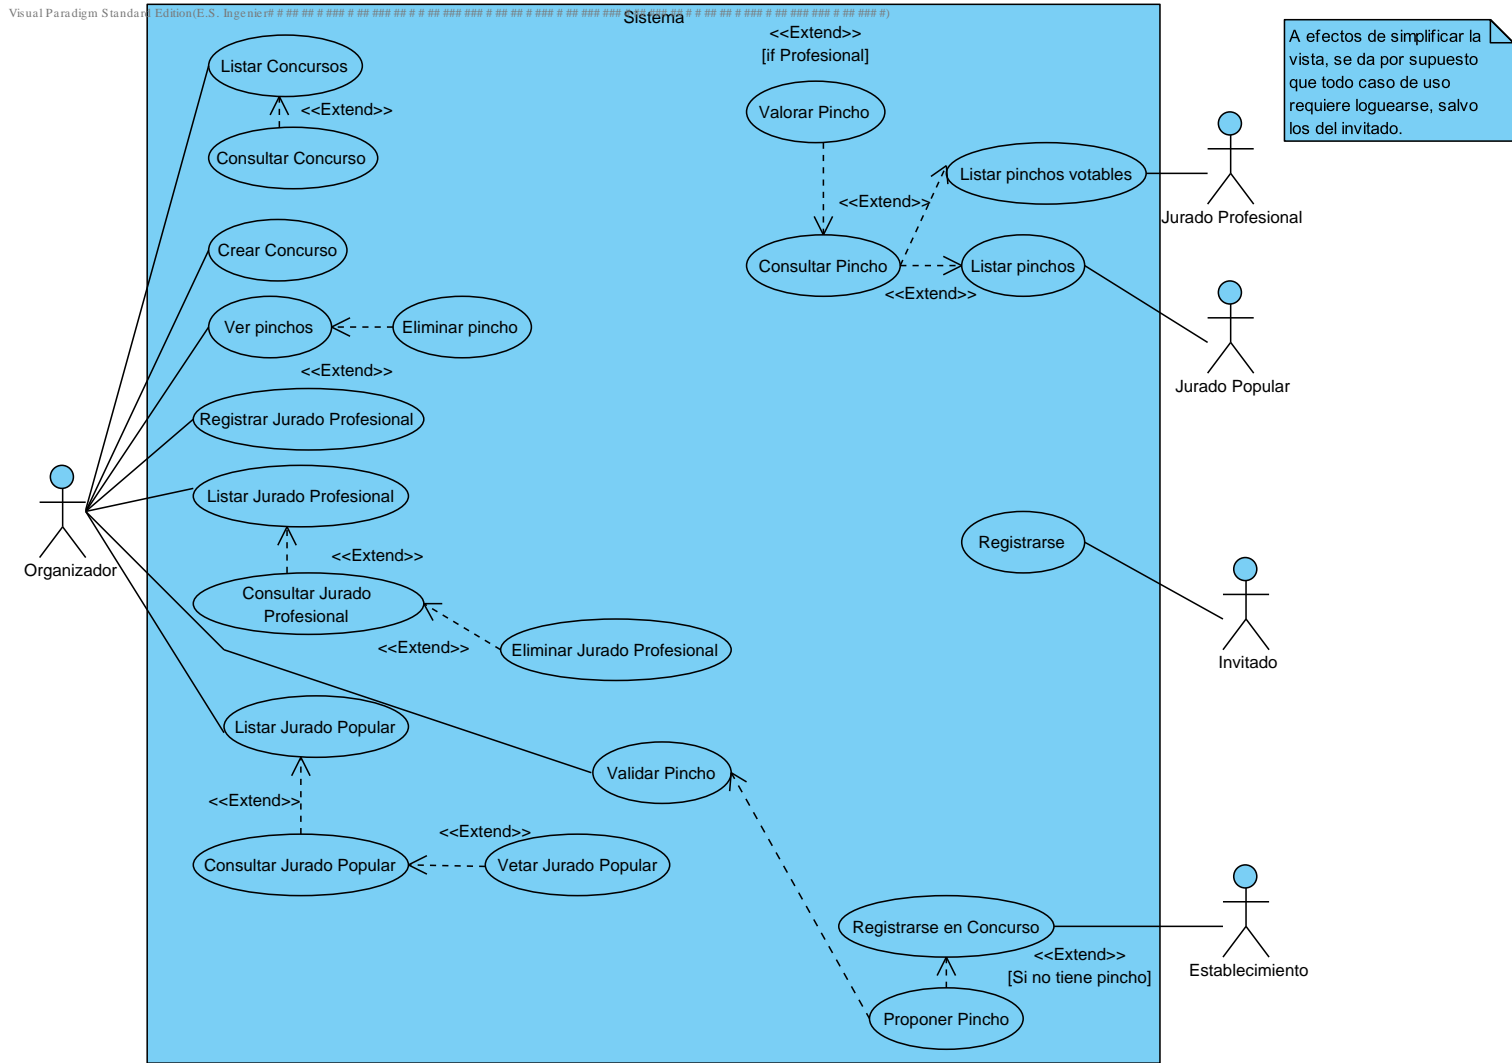 Visual Paradigm Standard Edition(E.S. Ingenier
Sistema
<<Extend>>
[if Profesional]
A efectos de simplificar la
vista, se da por supuesto
que todo caso de uso
requiere loguearse, salvo
los del invitado.
Listar Concursos
<<Extend>>
Consultar Concurso
Valorar Pincho
Listar pinchos votables
<<Extend>>
Jurado Profesional
Crear Concurso
Consultar Pincho
Listar pinchos
<<Extend>>
Ver pinchos
Eliminar pincho
<<Extend>>
Jurado Popular
Registrar Jurado Profesional
Listar Jurado Profesional
<<Extend>>
Organizador
Registrarse
Consultar Jurado
Profesional
<<Extend>>
Eliminar Jurado Profesional
Invitado
Listar Jurado Popular
Validar Pincho
<<Extend>>
<<Extend>>
Consultar Jurado Popular
Vetar Jurado Popular
Registrarse en Concurso
<<Extend>>
[Si no tiene pincho]
Establecimiento
Proponer Pincho